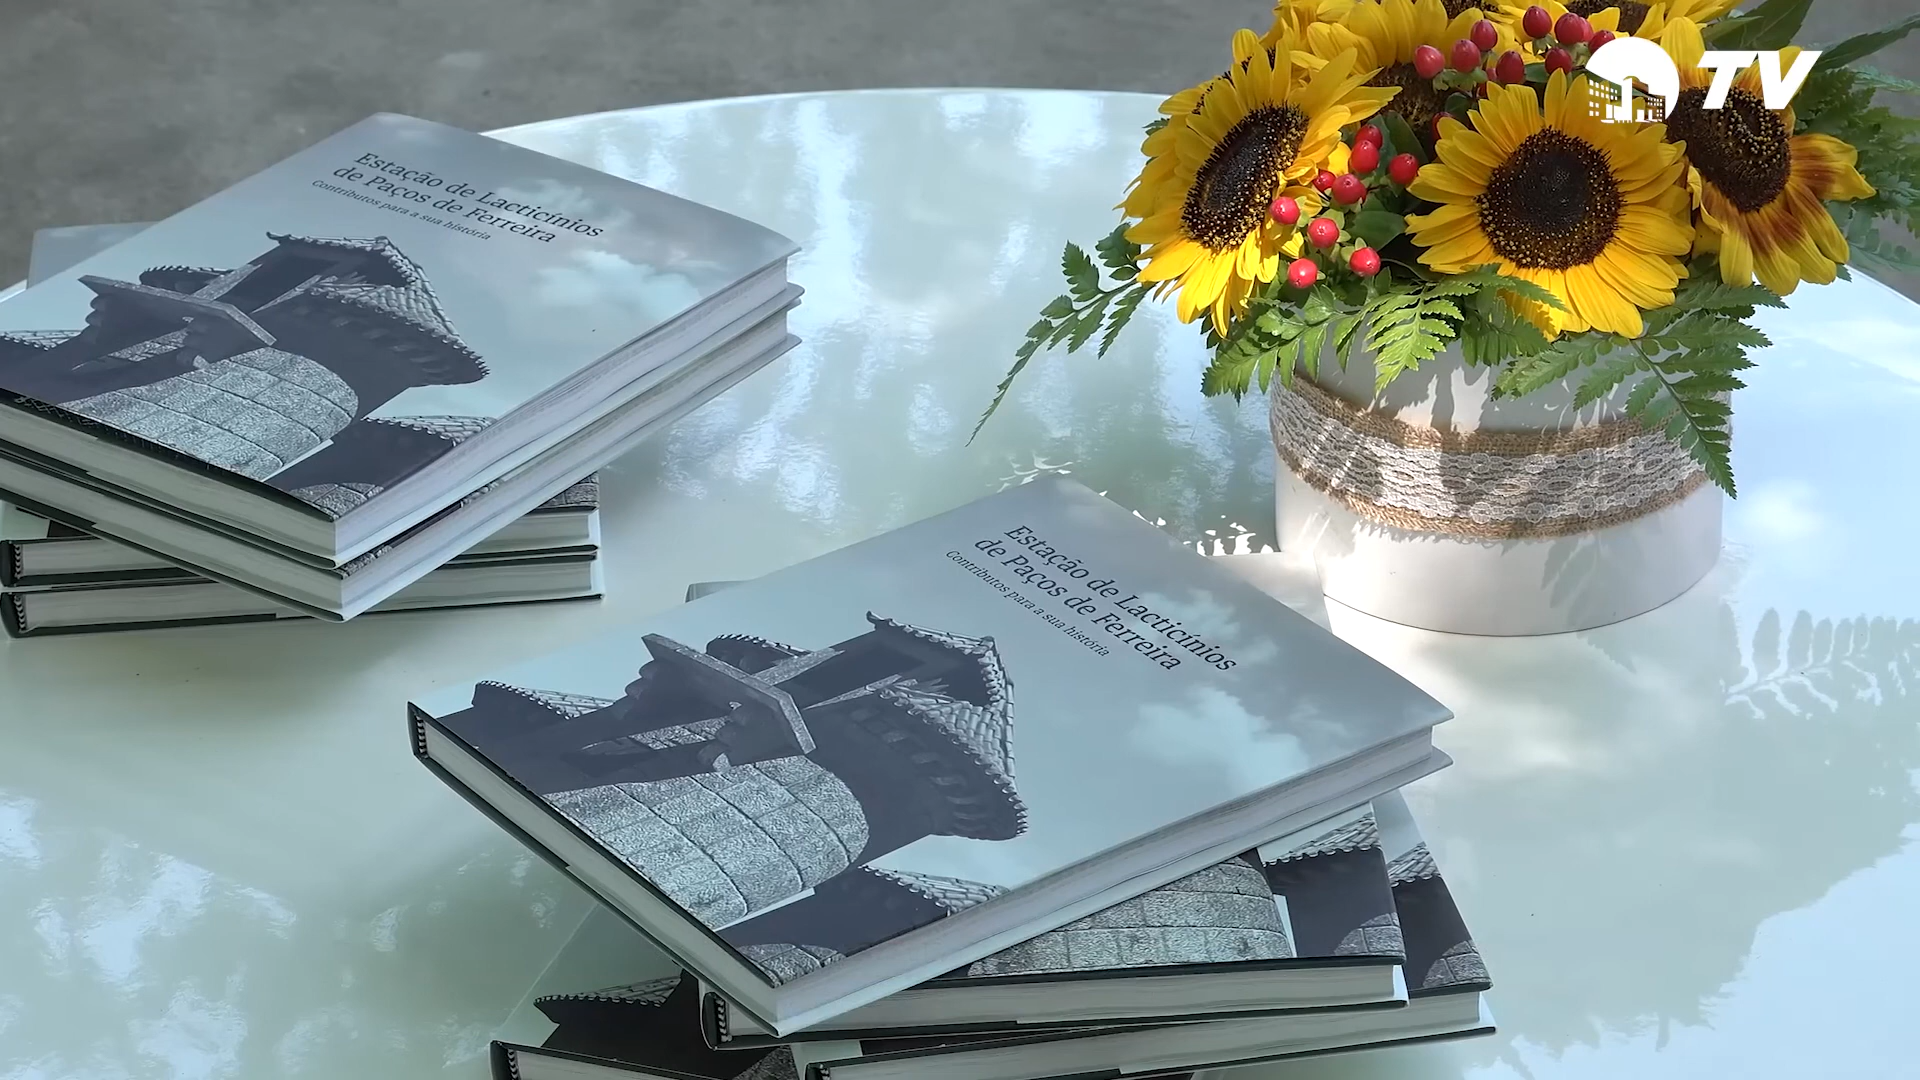 TV
Estação de Lacticínios
de Paços de Ferreira
Contributos para a sua história
Estação de Lacticínios
de Paços de Ferreira
Contributos para a sua história